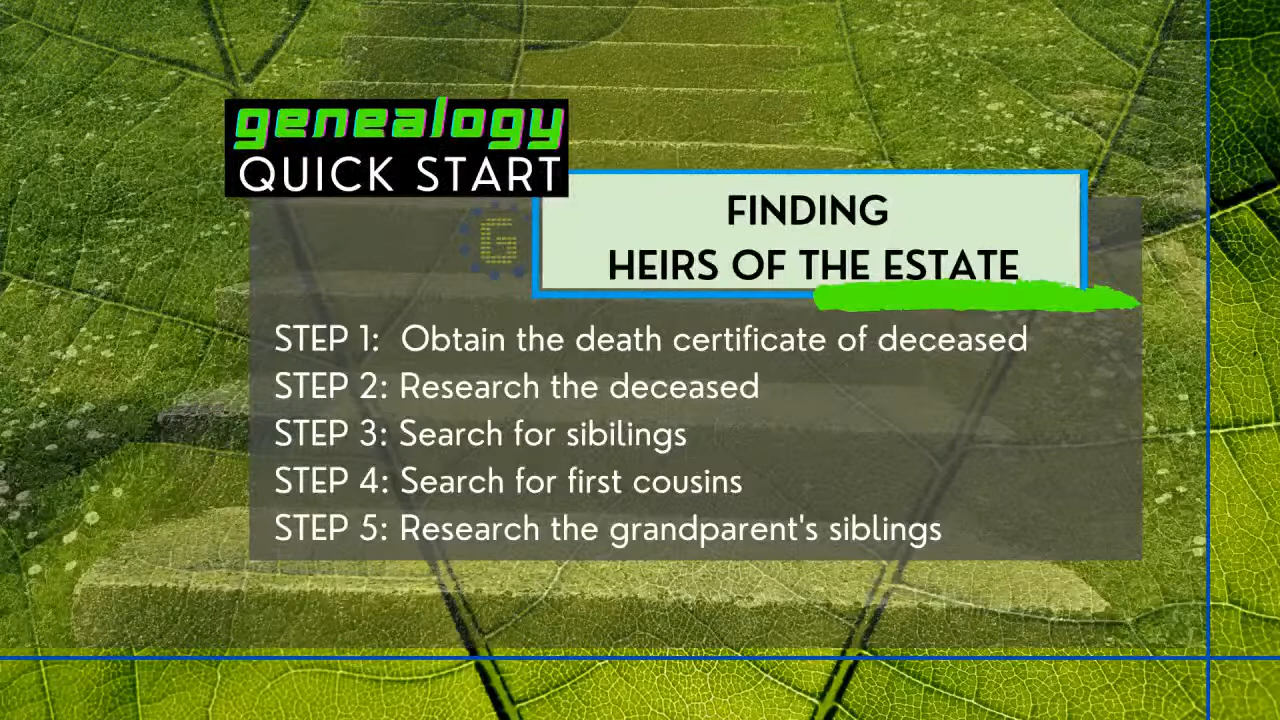 genealogy
QUICK START
G
FINDING
HEIRS OF THE ESTATE
STEP 1: Obtain the death certificate of deceased
STEP 2: Research the deceased
STEP 3: Search for sibilings
STEP 4: Search for first cousins
STEP 5: Research the grandparent's siblings